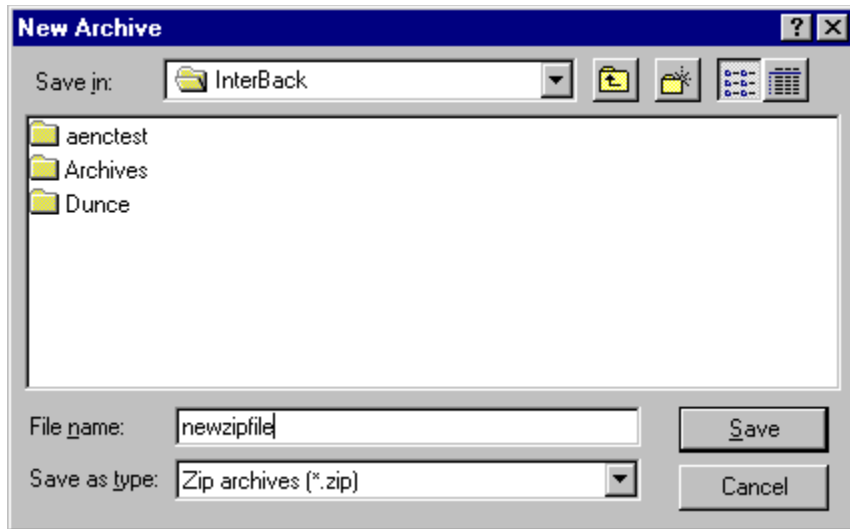 New Archive
Save in: InterBack
aenctest
Archives
Dunce
File name: newzipfile Save
Save as type: Zip archives (*.zip) Cancel